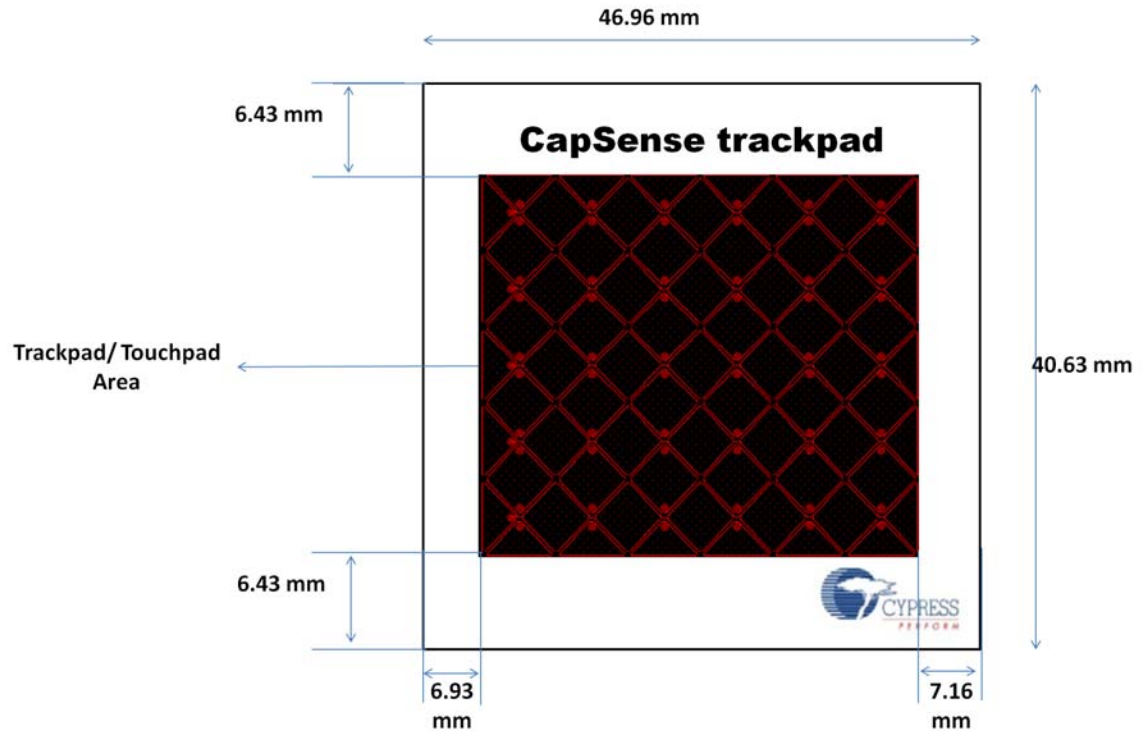 46.96 mm
6.43 mm
CapSense trackpad
Trackpad/ Touchpad
Area
40.63 mm
6.43 mm
CYPRESS
PERFORM
6.93
mm
7.16
mm